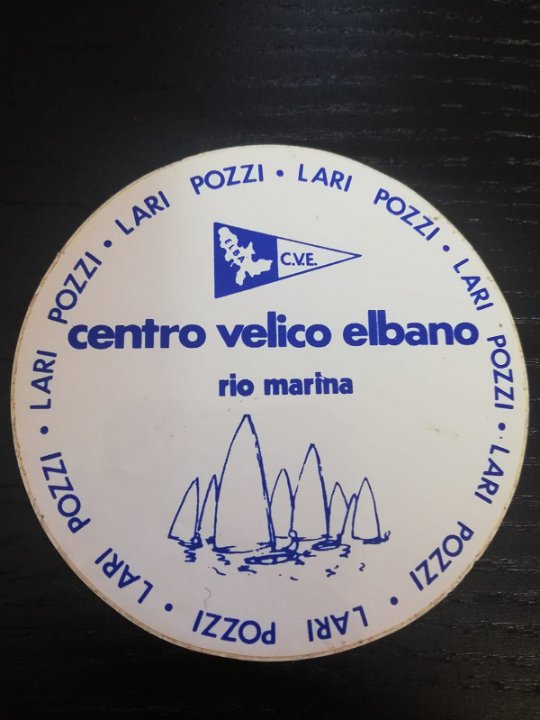 LARI POZZI • LARI POZZI • LARI POZZI • LARI POZZI • LARI POZZI • LARI POZZI • LARI POZZI •
ELBA
C.V.E.
centro velico elbano
rio marina